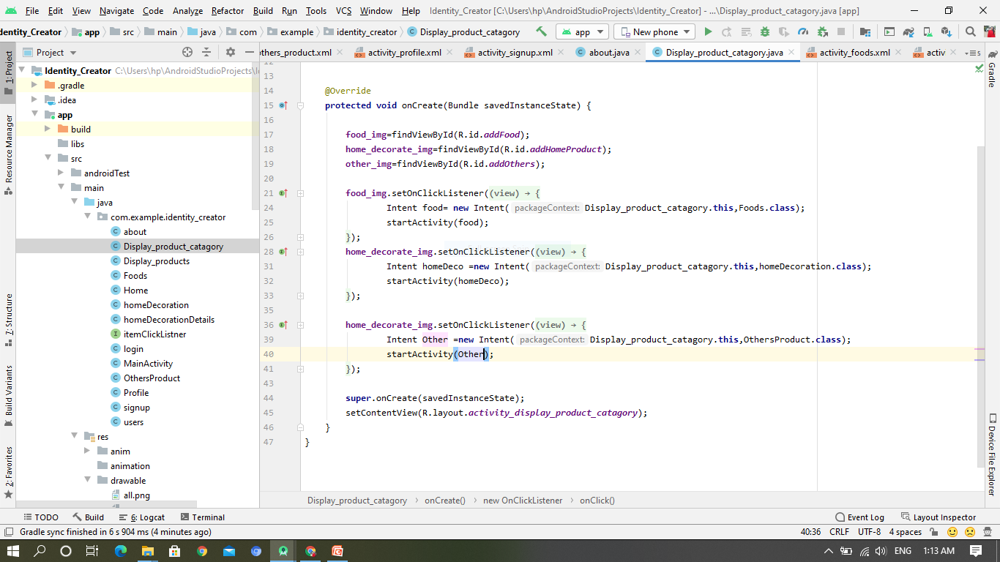 File Edit View Navigate Code Analyze Refactor Build Run Tools VCS Window Help Identity_Creator [C:\Users\hp\AndroidStudioProjects\Identity_Creator] - ...\Display_product_catagory.java [app]
dentity_Creator app src main java com example identity_creator Display_product_catagory app New phone
Project others_product.xml activity_profile.xml activity_signup.xml about.java Display_product_catagory.java activity_foods.xml activ
Identity_Creator C:\Users\hp\AndroidStudioProjects\
.gradle
.idea
app
build
libs
src
androidTest
main
java
com.example.identity_creator
about
Display_product_catagory
Display_products
Foods
Home
homeDecoration
homeDecorationDetails
itemClickListner
login
MainActivity
OthersProduct
Profile
signup
users
res
anim
animation
drawable
all.png
1: Project
Resource Manager
Z: Structure
Build Variants
2: Favorites
12
13
14 @Override
15 protected void onCreate(Bundle savedInstanceState) {
16
17 food_img=findViewById(R.id.addFood);
18 home_decorate_img=findViewById(R.id.addHomeProduct);
19 other_img=findViewById(R.id.addOthers);
20
21 food_img.setOnClickListener((view) → {
24 Intent food= new Intent( packageContext: Display_product_catagory.this,Foods.class);
25 startActivity(food);
26 });
28 home_decorate_img.setOnClickListener((view) → {
31 Intent homeDeco =new Intent( packageContext: Display_product_catagory.this,homeDecoration.class);
32 startActivity(homeDeco);
33 });
35
36 home_decorate_img.setOnClickListener((view) → {
39 Intent Other =new Intent( packageContext: Display_product_catagory.this,OthersProduct.class);
40 startActivity(Other);
41 });
43
44 super.onCreate(savedInstanceState);
45 setContentView(R.layout.activity_display_product_catagory);
46 }
47 }
Gradle
Device File Explorer
Display_product_catagory › onCreate() › new OnClickListener › onClick()
TODO Build 6: Logcat Terminal Event Log Layout Inspector
Gradle sync finished in 6 s 904 ms (4 minutes ago) 40:36 CRLF UTF-8 4 spaces
ENG 1:13 AM